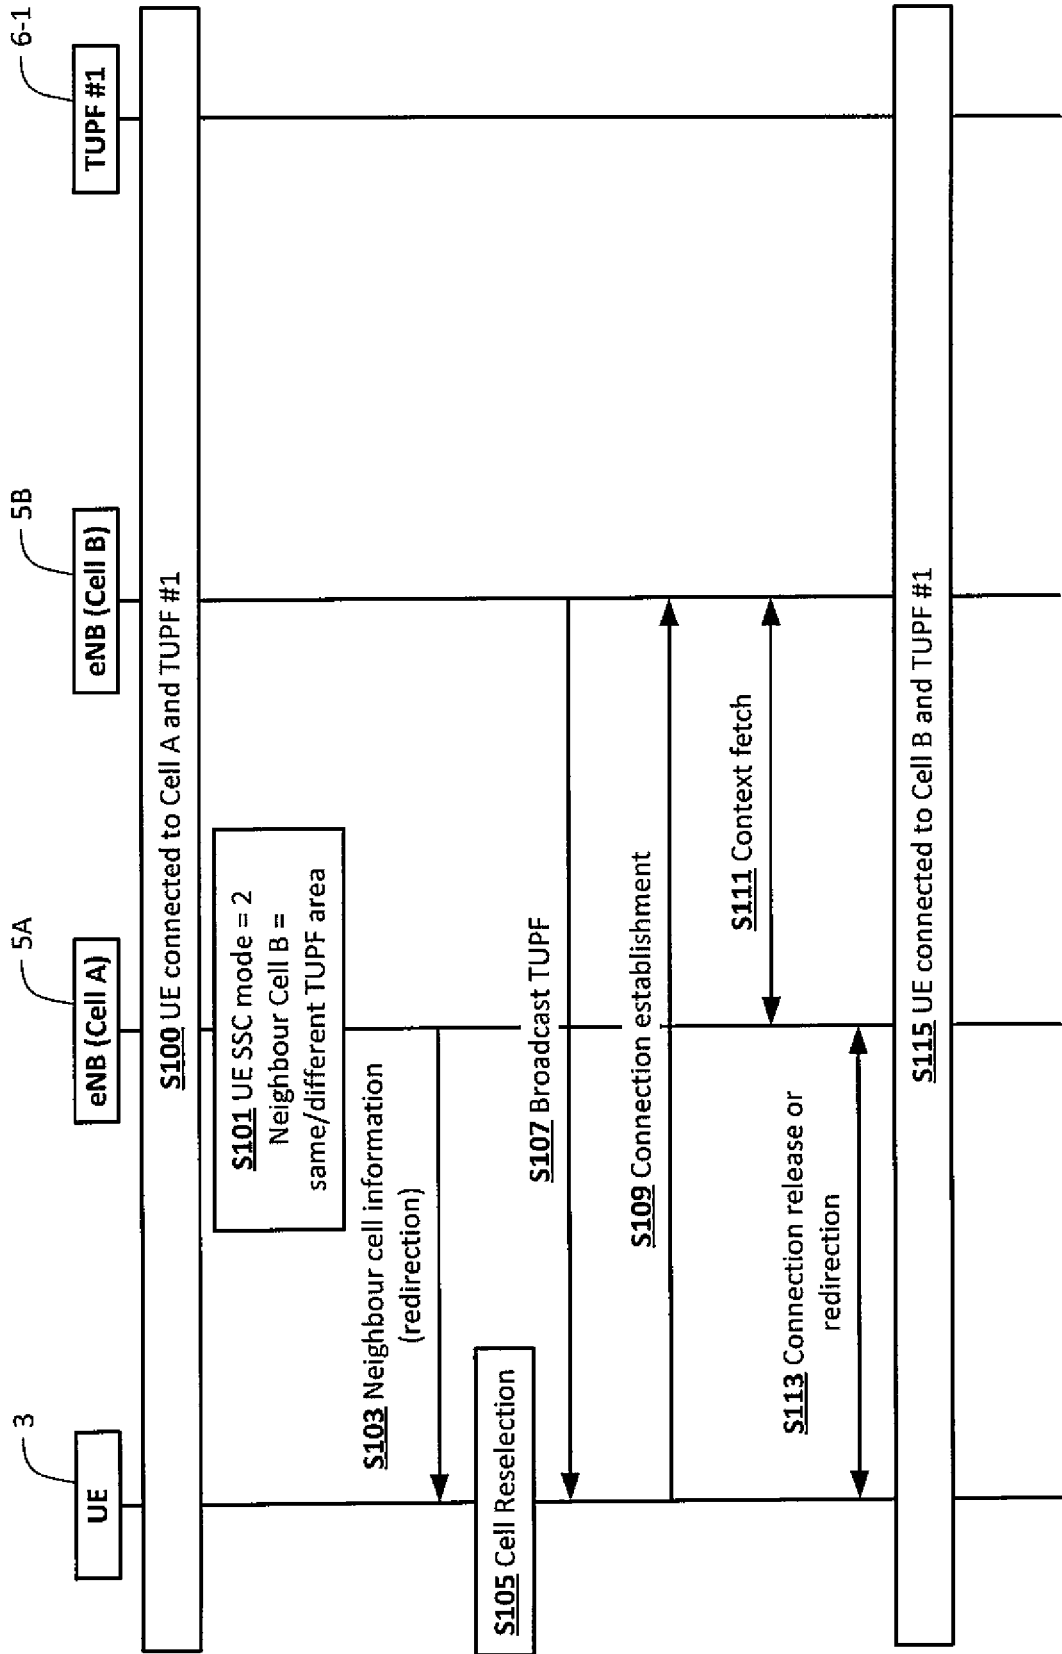 3
5A
5B
6-1
UE
eNB (Cell A)
eNB (Cell B)
TUPF #1
S100 UE connected to Cell A and TUPF #1
S101 UE SSC mode = 2
Neighbour Cell B =
same/different TUPF area
S103 Neighbour cell information
(redirection)
S105 Cell Reselection
S107 Broadcast TUPF
S109 Connection establishment
S111 Context fetch
S113 Connection release or
redirection
S115 UE connected to Cell B and TUPF #1